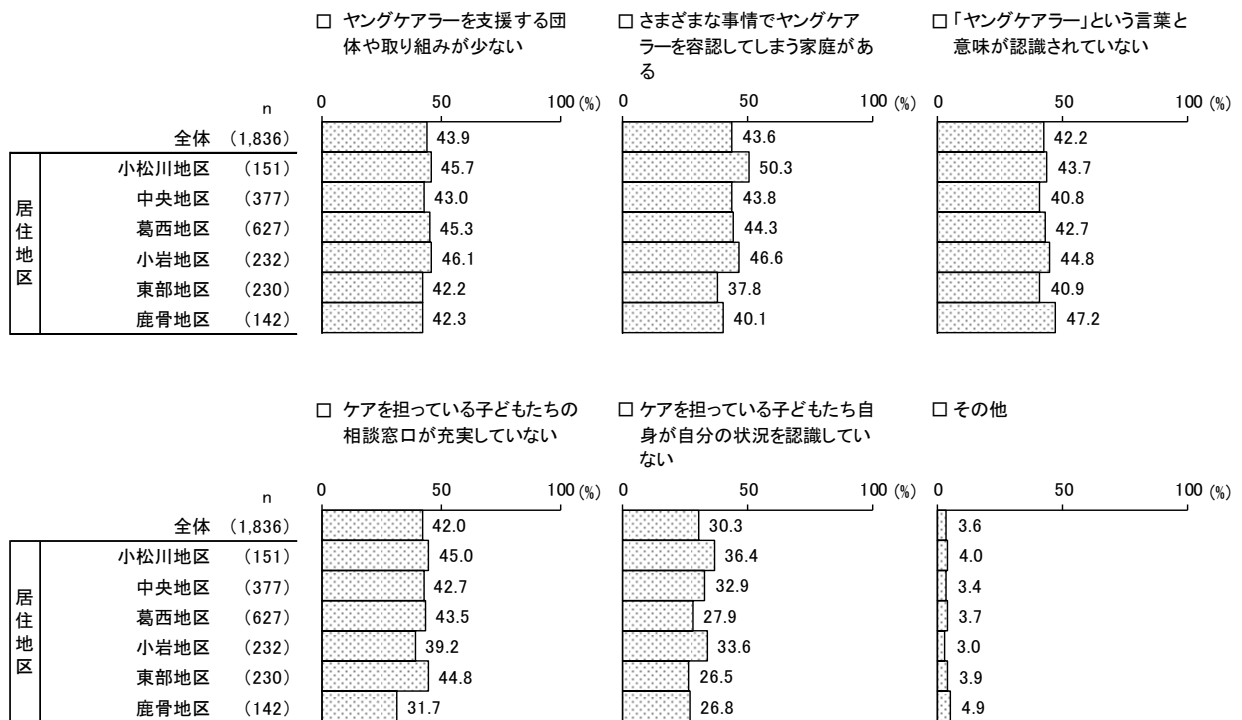 □ ヤングケアラーを支援する団
体や取り組みが少ない
□ さまざまな事情でヤングケア
ラーを容認してしまう家庭があ
る
□ 「ヤングケアラー」という言葉と
意味が認識されていない
n 0 50 100 (%) 0 50 100 (%) 0 50 100 (%)
全体 (1,836) 43.9 43.6 42.2
居住地区
小松川地区 (151) 45.7 50.3 43.7
中央地区 (377) 43.0 43.8 40.8
葛西地区 (627) 45.3 44.3 42.7
小岩地区 (232) 46.1 46.6 44.8
東部地区 (230) 42.2 37.8 40.9
鹿骨地区 (142) 42.3 40.1 47.2
□ ケアを担っている子どもたちの
相談窓口が充実していない
□ ケアを担っている子どもたち自
身が自分の状況を認識してい
ない
□ その他
n 0 50 100 (%) 0 50 100 (%) 0 50 100 (%)
全体 (1,836) 42.0 30.3 3.6
居住地区
小松川地区 (151) 45.0 36.4 4.0
中央地区 (377) 42.7 32.9 3.4
葛西地区 (627) 43.5 27.9 3.7
小岩地区 (232) 39.2 33.6 3.0
東部地区 (230) 44.8 26.5 3.9
鹿骨地区 (142) 31.7 26.8 4.9